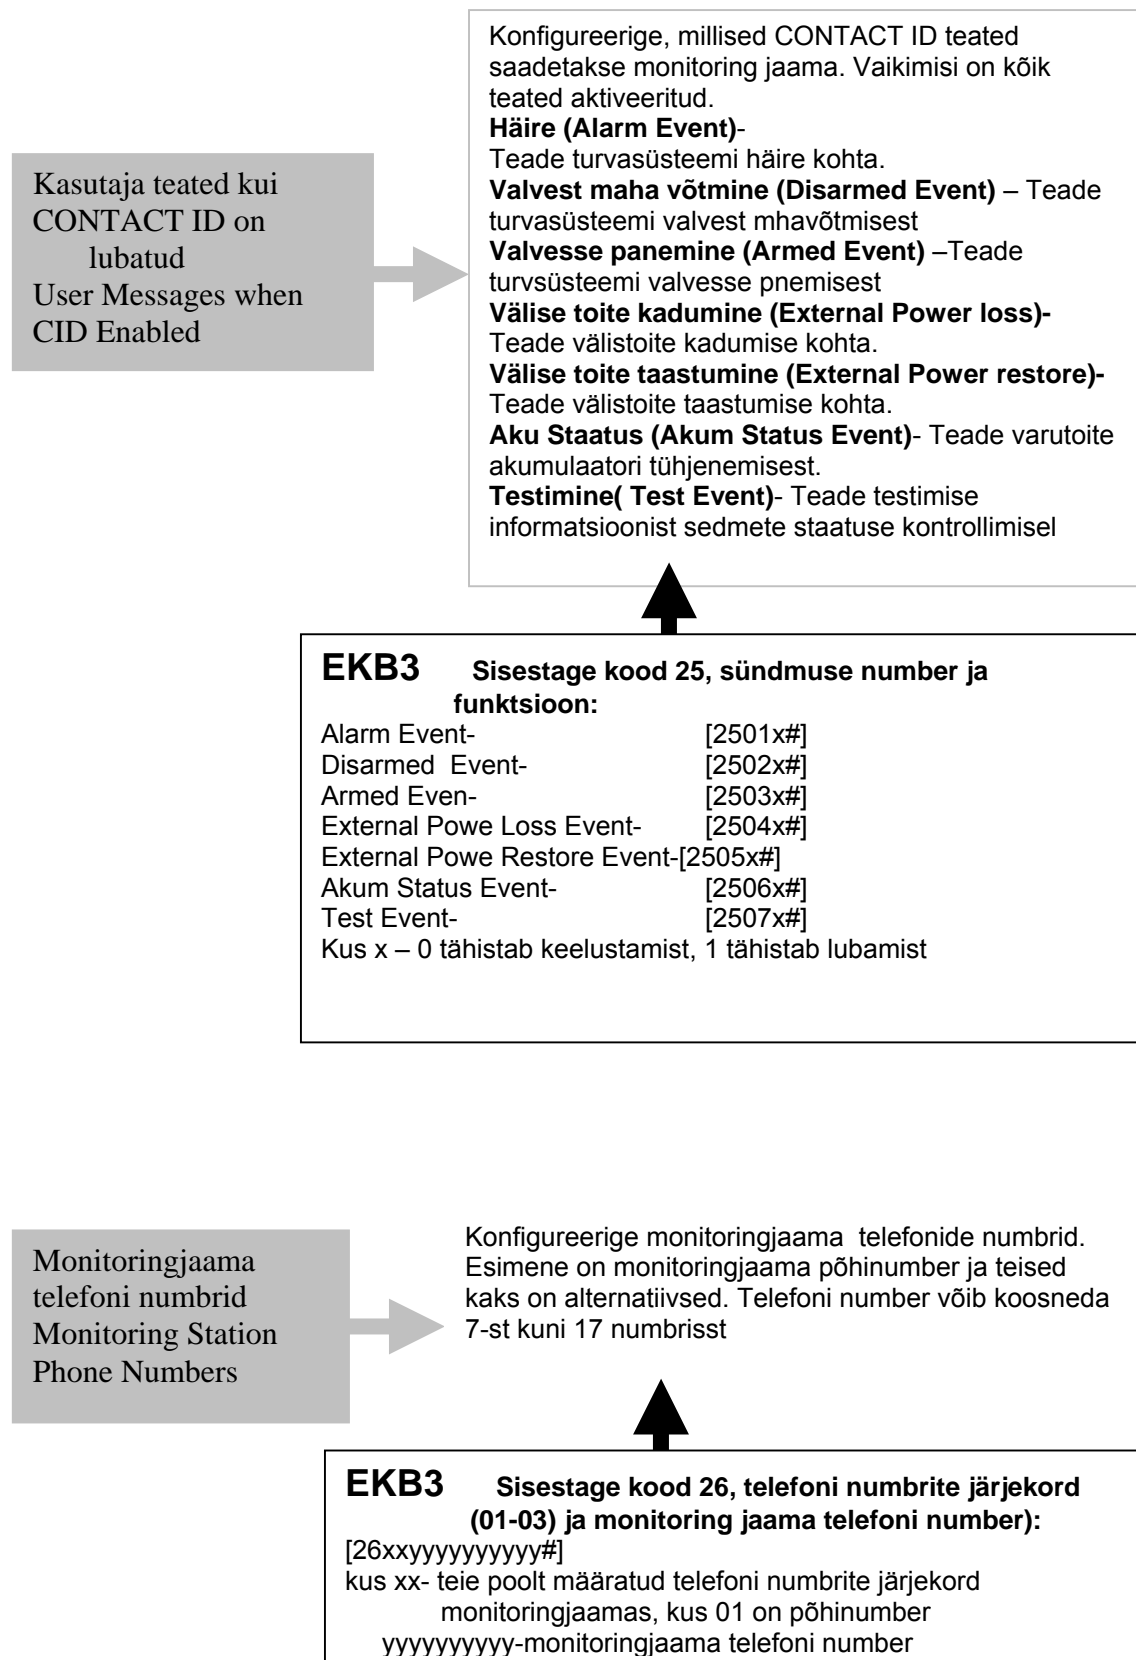 Kasutaja teated kui
CONTACT ID on
lubatud
User Messages when
CID Enabled
Konfigureerige, millised CONTACT ID teated
saadetakse monitoring jaama. Vaikimisi on kõik
teated aktiveeritud.
Häire (Alarm Event)-
Teade turvasüsteemi häire kohta.
Valvest maha võtmine (Disarmed Event) – Teade
turvasüsteemi valvest mhavõtmisest
Valvesse panemine (Armed Event) –Teade
turvsüsteemi valvesse pnemisest
Välise toite kadumine (External Power loss)-
Teade välistoite kadumise kohta.
Välise toite taastumine (External Power restore)-
Teade välistoite taastumise kohta.
Aku Staatus (Akum Status Event)- Teade varutoite
akumulaatori tühjenemisest.
Testimine( Test Event)- Teade testimise
informatsioonist sedmete staatuse kontrollimisel
EKB3 Sisestage kood 25, sündmuse number ja
funktsioon:
Alarm Event- [2501x#]
Disarmed Event- [2502x#]
Armed Even- [2503x#]
External Powe Loss Event- [2504x#]
External Powe Restore Event-[2505x#]
Akum Status Event- [2506x#]
Test Event- [2507x#]
Kus x – 0 tähistab keelustamist, 1 tähistab lubamist
Monitoringjaama
telefoni numbrid
Monitoring Station
Phone Numbers
Konfigureerige monitoringjaama telefonide numbrid.
Esimene on monitoringjaama põhinumber ja teised
kaks on alternatiivsed. Telefoni number võib koosneda
7-st kuni 17 numbrisst
EKB3 Sisestage kood 26, telefoni numbrite järjekord
(01-03) ja monitoring jaama telefoni number):
[26xxyyyyyyyyyy#]
kus xx- teie poolt määratud telefoni numbrite järjekord
monitoringjaamas, kus 01 on põhinumber
yyyyyyyyyy-monitoringjaama telefoni number